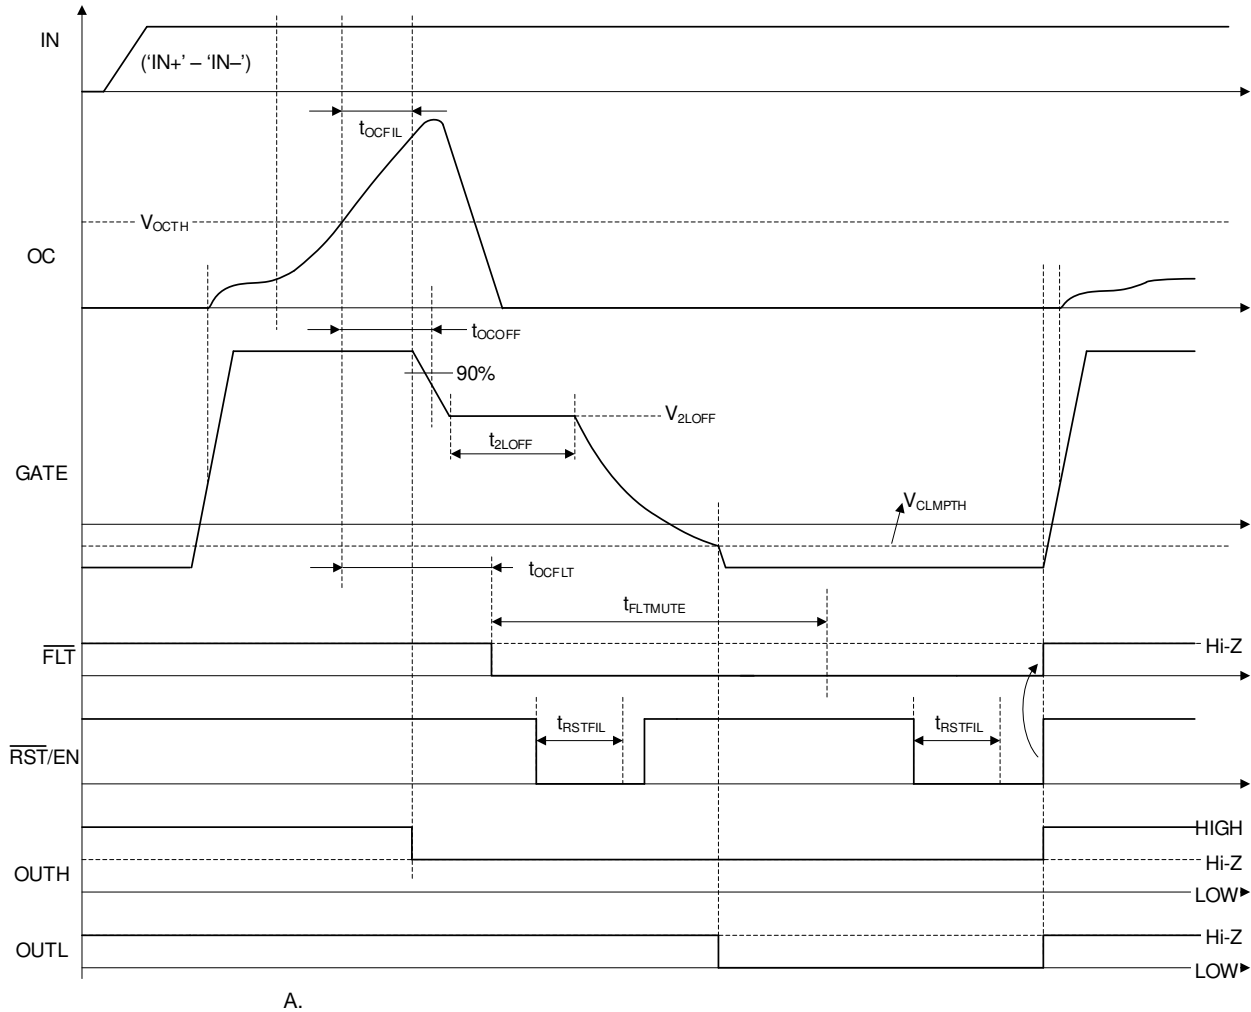 IN
('IN+' – 'IN–')
tOCFIL
VOCTH
OC
tOCOFF
90%
V2LOFF
t2LOFF
GATE
VCLMPTH
tOCFLT
tFLTMUTE
FLT
Hi-Z
RST/EN
tRSTFIL
tRSTFIL
HIGH
OUTH
Hi-Z
LOW
OUTL
Hi-Z
LOW
A.